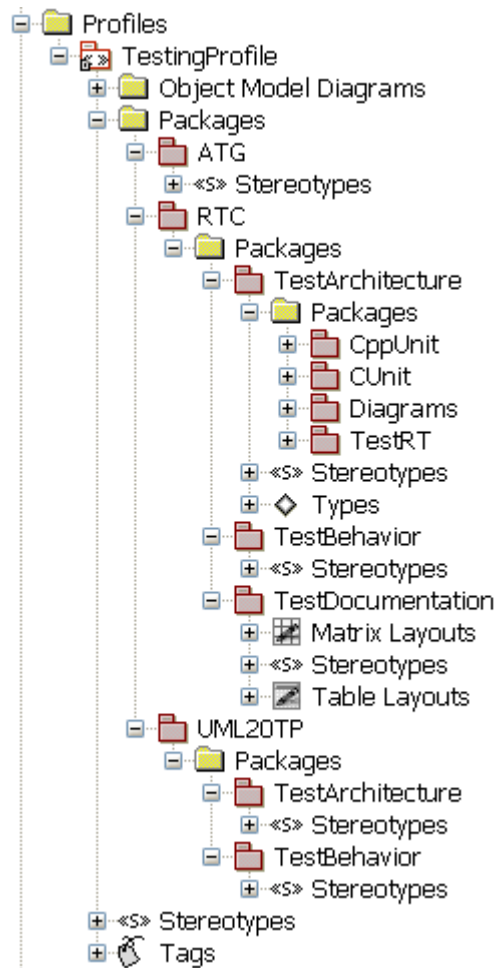 Profiles
«» TestingProfile
Object Model Diagrams
Packages
ATG
«S» Stereotypes
RTC
Packages
TestArchitecture
Packages
CppUnit
CUnit
Diagrams
TestRT
«S» Stereotypes
Types
TestBehavior
«S» Stereotypes
TestDocumentation
Matrix Layouts
«S» Stereotypes
Table Layouts
UML20TP
Packages
TestArchitecture
«S» Stereotypes
TestBehavior
«S» Stereotypes
«S» Stereotypes
Tags